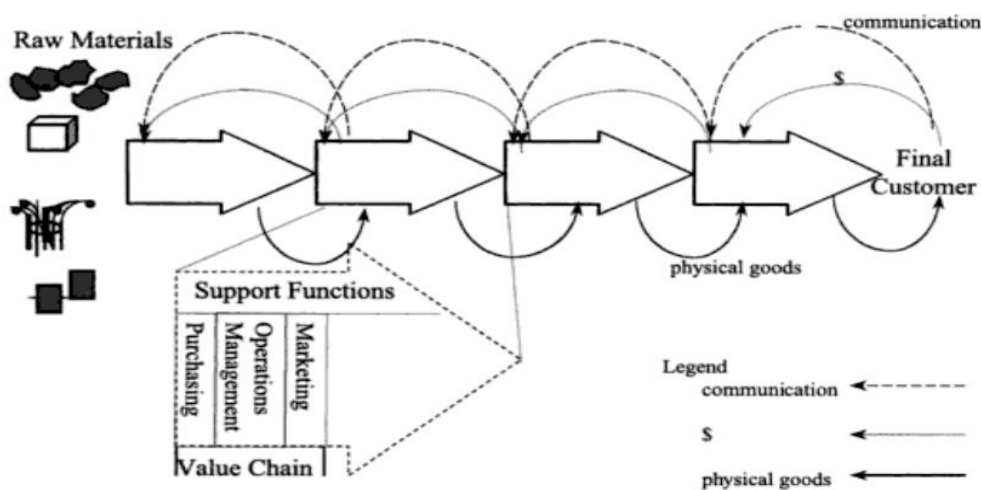 communication
Raw Materials
$
Final
Customer
physical goods
Support Functions
Purchasing
Operations
Management
Marketing
Value Chain
Legend
communication
$
physical goods